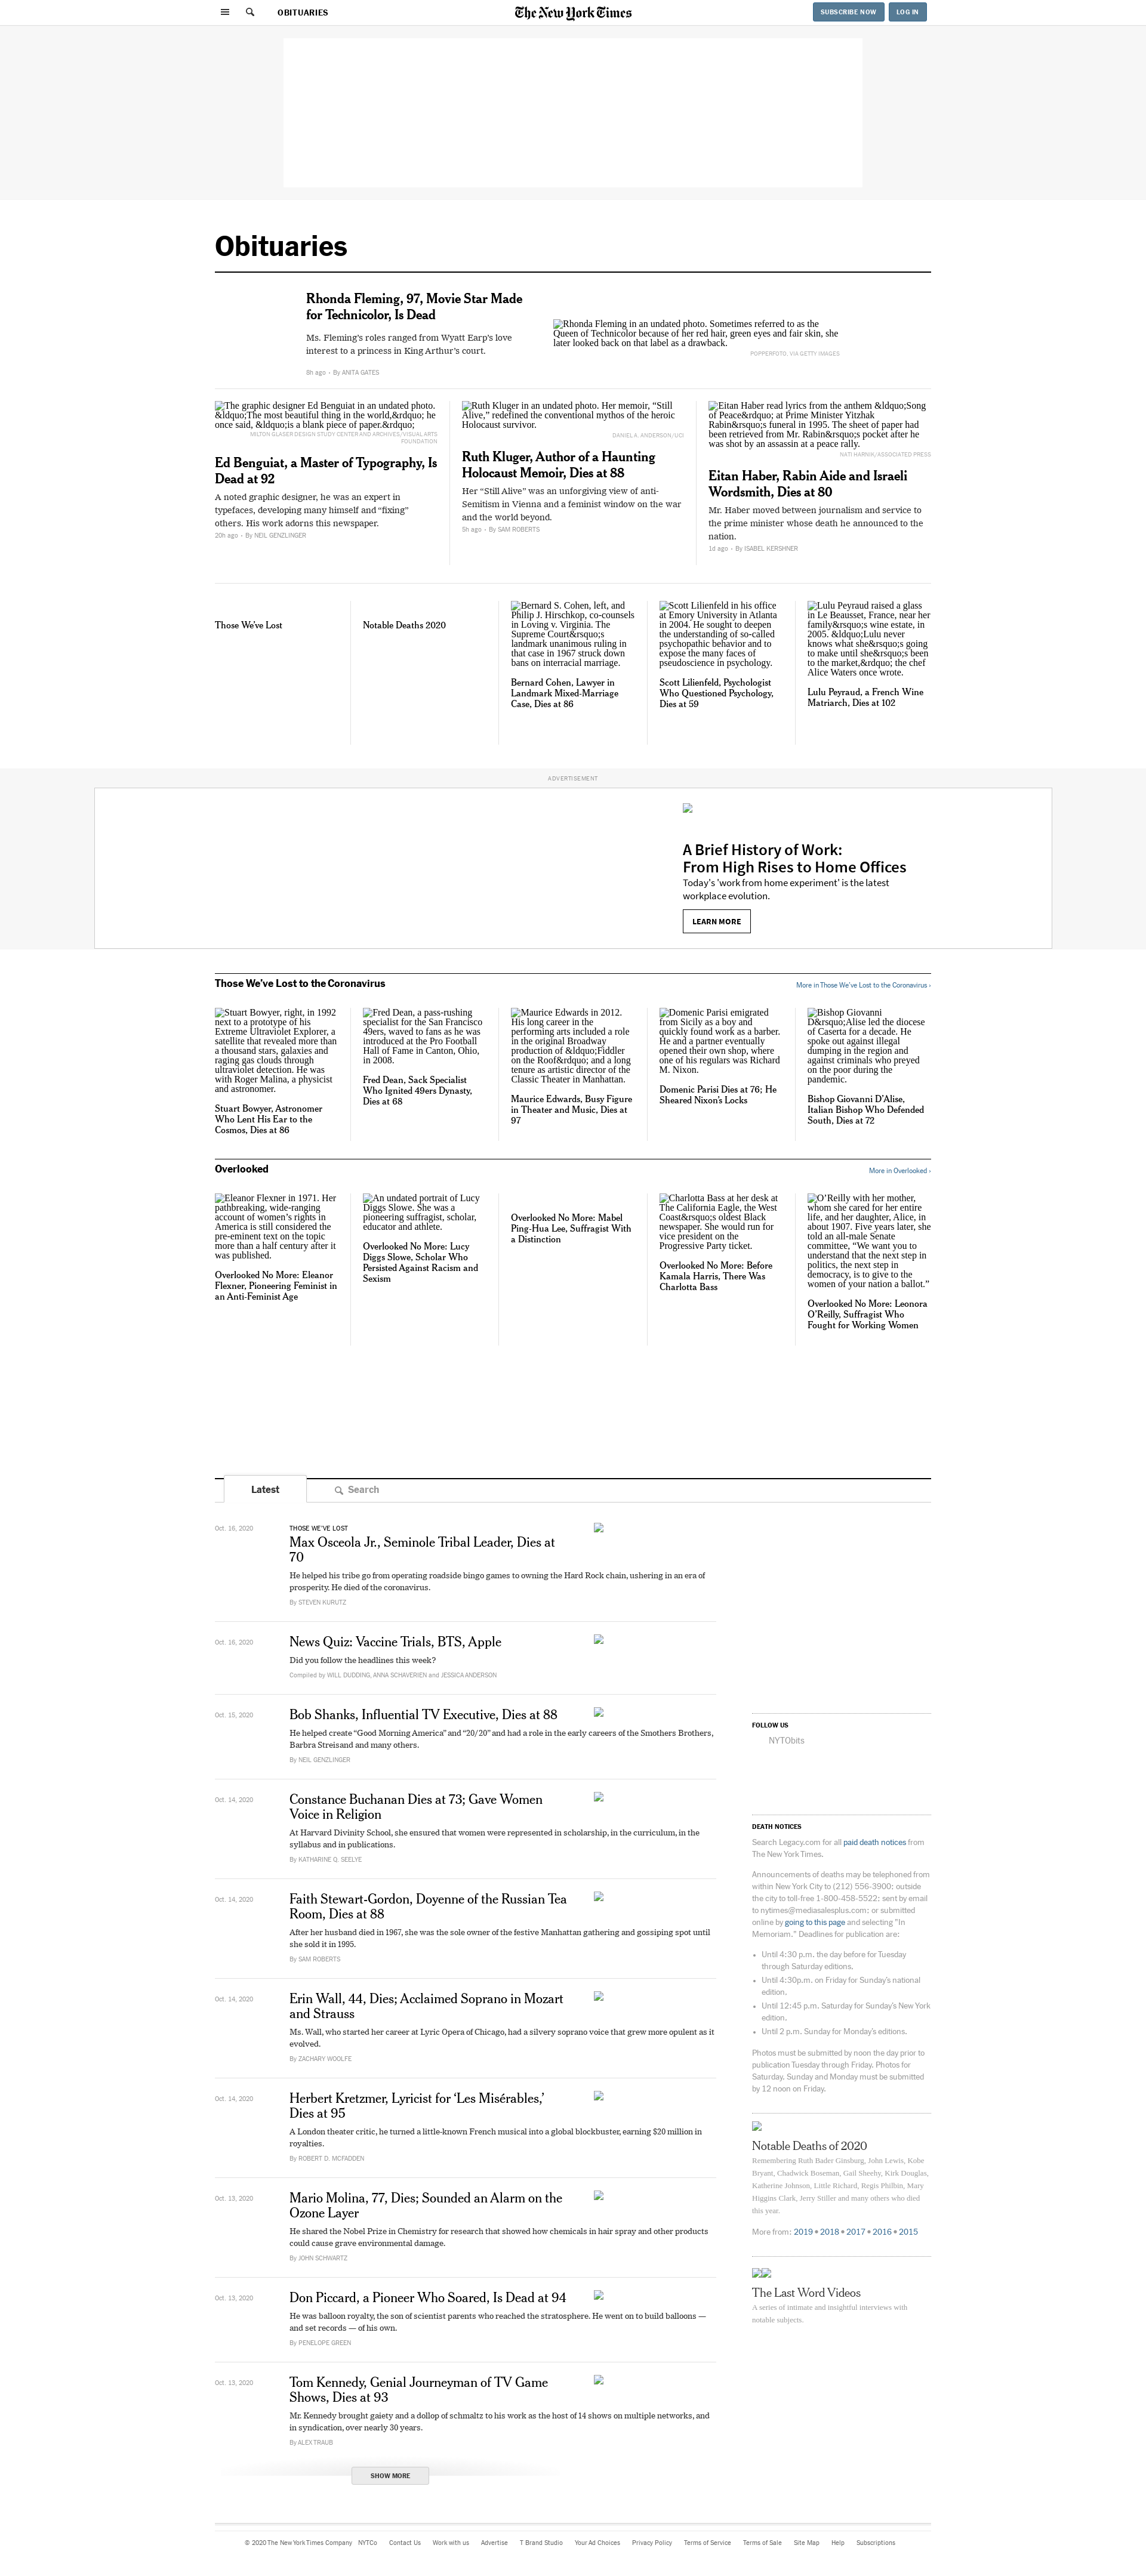 OBITUARIES
The New York Times
SUBSCRIBE NOW
LOG IN
Obituaries
Rhonda Fleming, 97, Movie Star Made
for Technicolor, Is Dead
Ms. Fleming's roles ranged from Wyatt Earp's love
interest to a princess in King Arthur's court.
8h ago • By ANITA GATES
Rhonda Fleming in an undated photo. Sometimes referred to as the
Queen of Technicolor because of her red hair, green eyes and fair skin, she
later looked back on that label as a drawback.
POPPERFOTO, VIA GETTY IMAGES
The graphic designer Ed Benguiat in an undated photo.
&ldquo;The most beautiful thing in the world,&rdquo; he
once said, &ldquo;is a blank piece of paper.&rdquo;
MILTON GLASER DESIGN STUDY CENTER AND ARCHIVES/VISUAL ARTS
FOUNDATION
Ed Benguiat, a Master of Typography, Is
Dead at 92
A noted graphic designer, he was an expert in
typefaces, developing many himself and “fixing”
others. His work adorns this newspaper.
20h ago • By NEIL GENZLINGER
Ruth Kluger in an undated photo. Her memoir, “Still
Alive,” redefined the conventional mythos of the heroic
Holocaust survivor.
DANIEL A. ANDERSON/UCI
Ruth Kluger, Author of a Haunting
Holocaust Memoir, Dies at 88
Her “Still Alive” was an unforgiving view of anti-
Semitism in Vienna and a feminist window on the war
and the world beyond.
5h ago • By SAM ROBERTS
Eitan Haber read lyrics from the anthem &ldquo;Song
of Peace&rdquo; at Prime Minister Yitzhak
Rabin&rsquo;s funeral in 1995. The sheet of paper had
been retrieved from Mr. Rabin&rsquo;s pocket after he
was shot by an assassin at a peace rally.
NATI HARNIK/ASSOCIATED PRESS
Eitan Haber, Rabin Aide and Israeli
Wordsmith, Dies at 80
Mr. Haber moved between journalism and service to
the prime minister whose death he announced to the
nation.
1d ago • By ISABEL KERSHNER
Those We've Lost
Notable Deaths 2020
Bernard S. Cohen, left, and
Philip J. Hirschkop, co-counsels
in Loving v. Virginia. The
Supreme Court&rsquo;s
landmark unanimous ruling in
that case in 1967 struck down
bans on interracial marriage.
Bernard Cohen, Lawyer in
Landmark Mixed-Marriage
Case, Dies at 86
Scott Lilienfeld in his office
at Emory University in Atlanta
in 2004. He sought to deepen
the understanding of so-called
psychopathic behavior and to
expose the many faces of
pseudoscience in psychology.
Scott Lilienfeld, Psychologist
Who Questioned Psychology,
Dies at 59
Lulu Peyraud raised a glass
in Le Beausset, France, near her
family&rsquo;s wine estate, in
2005. &ldquo;Lulu never
knows what she&rsquo;s going
to make until she&rsquo;s been
to the market,&rdquo; the chef
Alice Waters once wrote.
Lulu Peyraud, a French Wine
Matriarch, Dies at 102
ADVERTISEMENT
A Brief History of Work:
From High Rises to Home Offices
Today's 'work from home experiment' is the latest
workplace evolution.
LEARN MORE
Those We've Lost to the Coronavirus
More in Those We've Lost to the Coronavirus ›
Stuart Bowyer, right, in 1992
next to a prototype of his
Extreme Ultraviolet Explorer, a
satellite that revealed more than
a thousand stars, galaxies and
raging gas clouds through
ultraviolet detection. He was
with Roger Malina, a physicist
and astronomer.
Stuart Bowyer, Astronomer
Who Lent His Ear to the
Cosmos, Dies at 86
Fred Dean, a pass-rushing
specialist for the San Francisco
49ers, waved to fans as he was
introduced at the Pro Football
Hall of Fame in Canton, Ohio,
in 2008.
Fred Dean, Sack Specialist
Who Ignited 49ers Dynasty,
Dies at 68
Maurice Edwards in 2012.
His long career in the
performing arts included a role
in the original Broadway
production of &ldquo;Fiddler
on the Roof&rdquo; and a long
tenure as artistic director of the
Classic Theater in Manhattan.
Maurice Edwards, Busy Figure
in Theater and Music, Dies at
97
Domenic Parisi emigrated
from Sicily as a boy and
quickly found work as a barber.
He and a partner eventually
opened their own shop, where
one of his regulars was Richard
M. Nixon.
Domenic Parisi Dies at 76; He
Sheared Nixon's Locks
Bishop Giovanni
D&rsquo;Alise led the diocese
of Caserta for a decade. He
spoke out against illegal
dumping in the region and
against criminals who preyed
on the poor during the
pandemic.
Bishop Giovanni D'Alise,
Italian Bishop Who Defended
South, Dies at 72
Overlooked
More in Overlooked ›
Eleanor Flexner in 1971. Her
pathbreaking, wide-ranging
account of women's rights in
America is still considered the
pre-eminent text on the topic
more than a half century after it
was published.
Overlooked No More: Eleanor
Flexner, Pioneering Feminist in
an Anti-Feminist Age
An undated portrait of Lucy
Diggs Slowe. She was a
pioneering suffragist, scholar,
educator and athlete.
Overlooked No More: Lucy
Diggs Slowe, Scholar Who
Persisted Against Racism and
Sexism
Overlooked No More: Mabel
Ping-Hua Lee, Suffragist With
a Distinction
Charlotta Bass at her desk at
The California Eagle, the West
Coast&rsquo;s oldest Black
newspaper. She would run for
vice president on the
Progressive Party ticket.
Overlooked No More: Before
Kamala Harris, There Was
Charlotta Bass
O'Reilly with her mother,
whom she cared for her entire
life, and her daughter, Alice, in
about 1907. Five years later, she
told an all-male Senate
committee, “We want you to
understand that the next step in
politics, the next step in
democracy, is to give to the
women of your nation a ballot.”
Overlooked No More: Leonora
O'Reilly, Suffragist Who
Fought for Working Women
Latest
Search
Oct. 16, 2020
THOSE WE'VE LOST
Max Osceola Jr., Seminole Tribal Leader, Dies at
70
He helped his tribe go from operating roadside bingo games to owning the Hard Rock chain, ushering in an era of
prosperity. He died of the coronavirus.
By STEVEN KURUTZ
Oct. 16, 2020
News Quiz: Vaccine Trials, BTS, Apple
Did you follow the headlines this week?
Compiled by WILL DUDDING, ANNA SCHAVERIEN and JESSICA ANDERSON
Oct. 15, 2020
Bob Shanks, Influential TV Executive, Dies at 88
He helped create “Good Morning America” and “20/20” and had a role in the early careers of the Smothers Brothers,
Barbra Streisand and many others.
By NEIL GENZLINGER
Oct. 14, 2020
Constance Buchanan Dies at 73; Gave Women
Voice in Religion
At Harvard Divinity School, she ensured that women were represented in scholarship, in the curriculum, in the
syllabus and in publications.
By KATHARINE Q. SEELYE
Oct. 14, 2020
Faith Stewart-Gordon, Doyenne of the Russian Tea
Room, Dies at 88
After her husband died in 1967, she was the sole owner of the festive Manhattan gathering and gossiping spot until
she sold it in 1995.
By SAM ROBERTS
Oct. 14, 2020
Erin Wall, 44, Dies; Acclaimed Soprano in Mozart
and Strauss
Ms. Wall, who started her career at Lyric Opera of Chicago, had a silvery soprano voice that grew more opulent as it
evolved.
By ZACHARY WOOLFE
Oct. 14, 2020
Herbert Kretzmer, Lyricist for ‘Les Misérables,’
Dies at 95
A London theater critic, he turned a little-known French musical into a global blockbuster, earning $20 million in
royalties.
By ROBERT D. MCFADDEN
Oct. 13, 2020
Mario Molina, 77, Dies; Sounded an Alarm on the
Ozone Layer
He shared the Nobel Prize in Chemistry for research that showed how chemicals in hair spray and other products
could cause grave environmental damage.
By JOHN SCHWARTZ
Oct. 13, 2020
Don Piccard, a Pioneer Who Soared, Is Dead at 94
He was balloon royalty, the son of scientist parents who reached the stratosphere. He went on to build balloons —
and set records — of his own.
By PENELOPE GREEN
Oct. 13, 2020
Tom Kennedy, Genial Journeyman of TV Game
Shows, Dies at 93
Mr. Kennedy brought gaiety and a dollop of schmaltz to his work as the host of 14 shows on multiple networks, and
in syndication, over nearly 30 years.
By ALEX TRAUB
SHOW MORE
FOLLOW US
NYTObits
DEATH NOTICES
Search Legacy.com for all paid death notices from
The New York Times.
Announcements of deaths may be telephoned from
within New York City to (212) 556-3900; outside
the city to toll-free 1-800-458-5522; sent by email
to nytimes@mediasalesplus.com; or submitted
online by going to this page and selecting "In
Memoriam." Deadlines for publication are:
• Until 4:30 p.m. the day before for Tuesday
through Saturday editions.
• Until 4:30p.m. on Friday for Sunday's national
edition.
• Until 12:45 p.m. Saturday for Sunday's New York
edition.
• Until 2 p.m. Sunday for Monday's editions.
Photos must be submitted by noon the day prior to
publication Tuesday through Friday. Photos for
Saturday, Sunday and Monday must be submitted
by 12 noon on Friday.
Notable Deaths of 2020
Remembering Ruth Bader Ginsburg, John Lewis, Kobe
Bryant, Chadwick Boseman, Gail Sheehy, Kirk Douglas,
Katherine Johnson, Little Richard, Regis Philbin, Mary
Higgins Clark, Jerry Stiller and many others who died
this year.
More from: 2019 • 2018 • 2017 • 2016 • 2015
The Last Word Videos
A series of intimate and insightful interviews with
notable subjects.
© 2020 The New York Times Company NYTCo Contact Us Work with us Advertise T Brand Studio Your Ad Choices Privacy Policy Terms of Service Terms of Sale Site Map Help Subscriptions